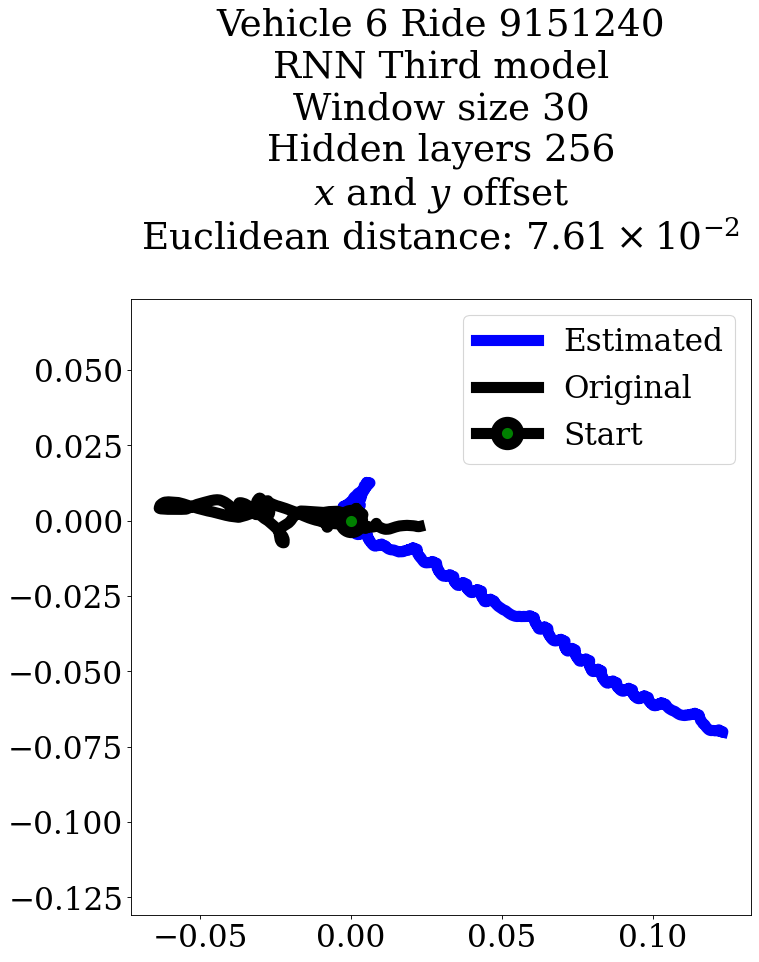 Vehicle 6 Ride 9151240
RNN Third model
Window size 30
Hidden layers 256
x and y offset
Euclidean distance: 7.61 × 10⁻²
Estimated
Original
Start
0.050
0.025
0.000
−0.025
−0.050
−0.075
−0.100
−0.125
−0.05 0.00 0.05 0.10